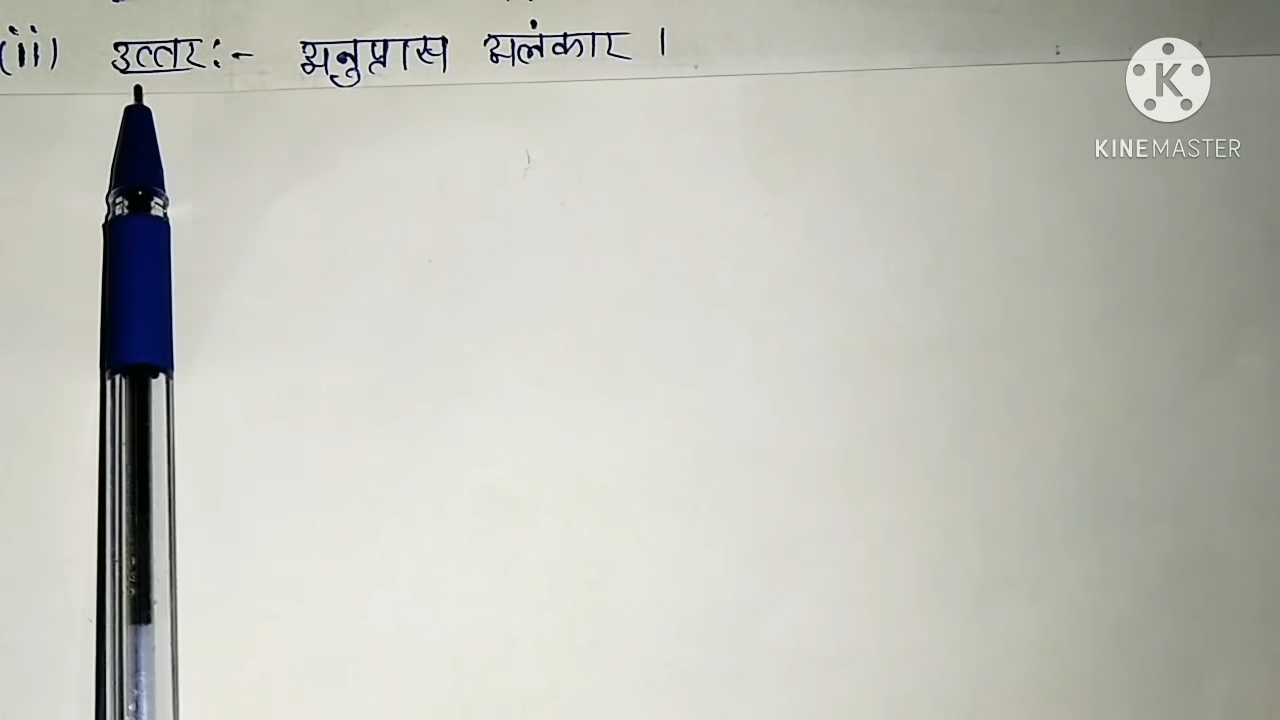 (ii) उत्तर:- अनुप्रास अलंकार ।
K
KINEMASTER